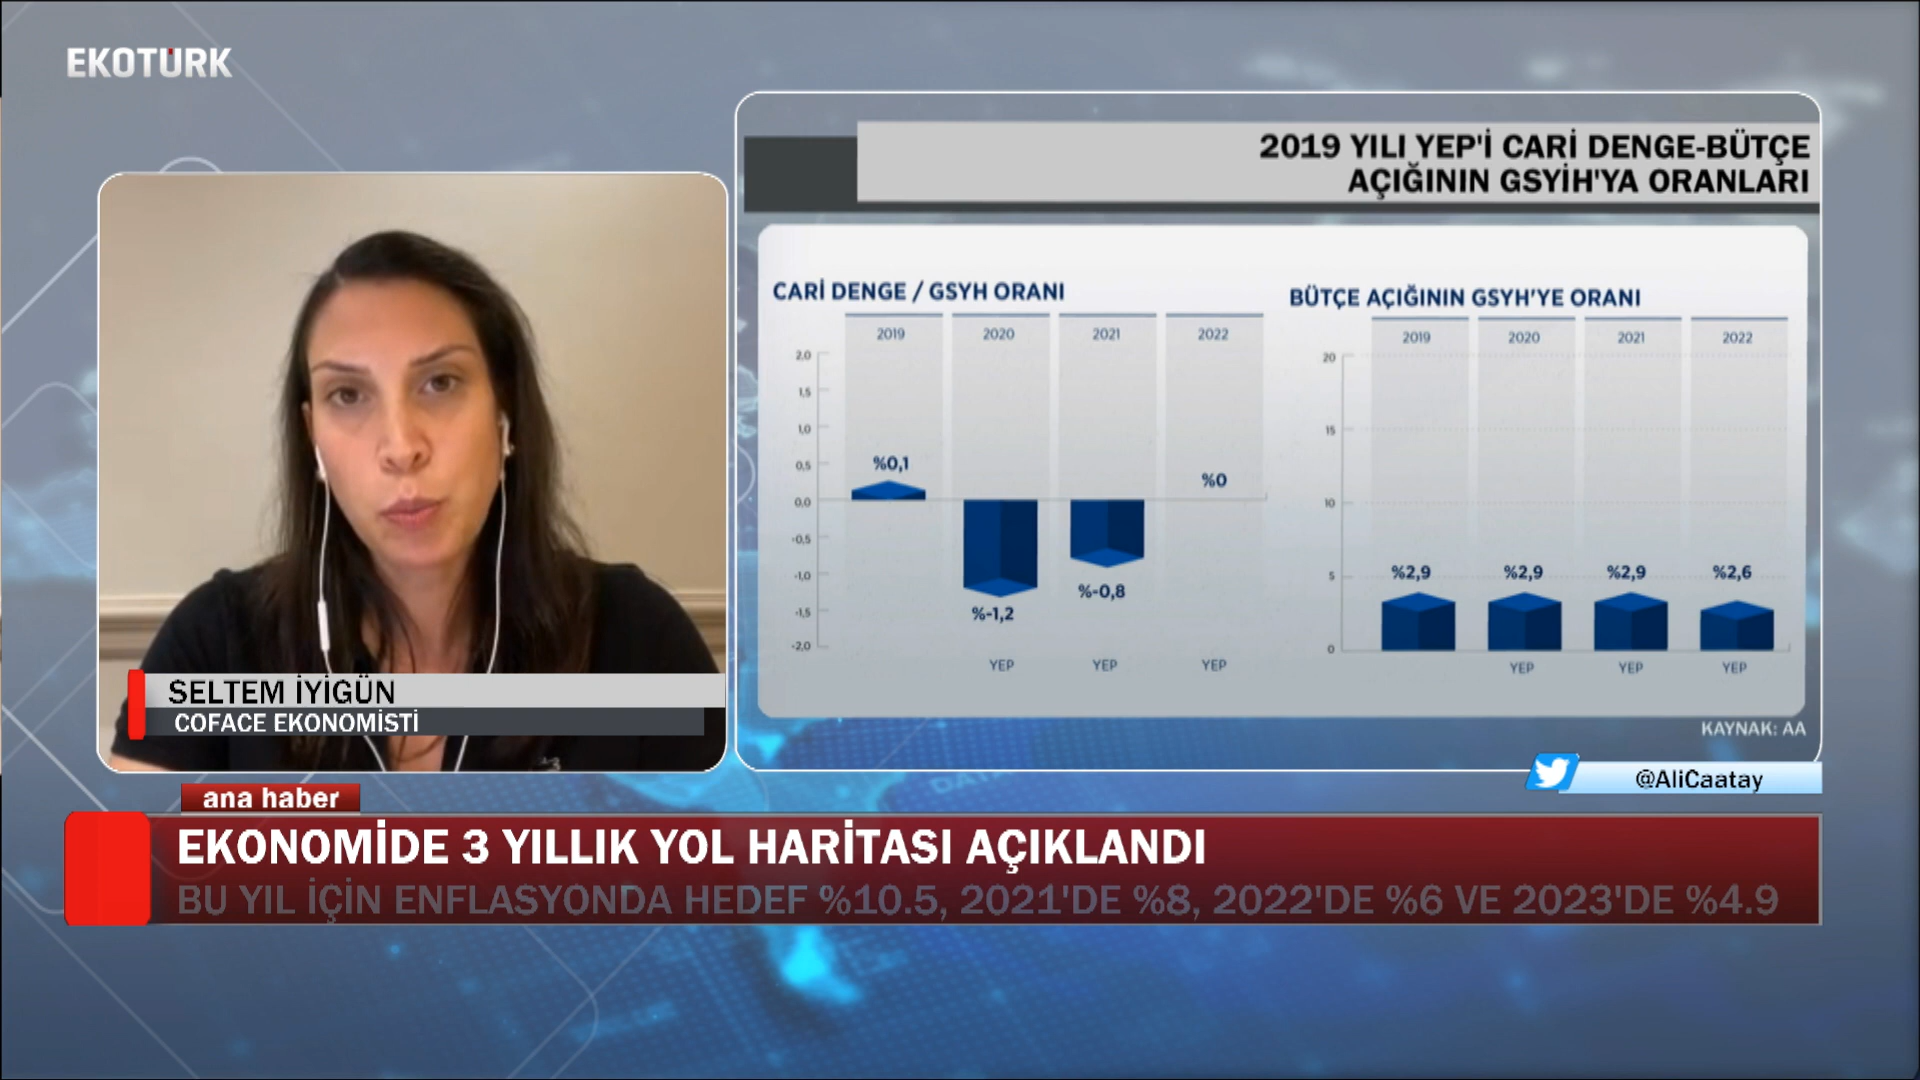 EKOTÜRK
2019 YILI YEP'İ CARİ DENGE-BÜTÇE
AÇIĞININ GSYİH'YA ORANLARI
CARİ DENGE / GSYH ORANI
2019 2020 2021 2022
2,0
1,5
1,0
0,5
0,0
-0,5
-1,0
-1,5
-2,0
%0,1
%-1,2
%-0,8
%0
YEP YEP YEP
BÜTÇE AÇIĞININ GSYH'YE ORANI
2019 2020 2021 2022
20
15
10
5
0
%2,9 %2,9 %2,9 %2,6
YEP YEP YEP
KAYNAK: AA
SELTEM İYİGÜN
COFACE EKONOMİSTİ
@AliCaatay
ana haber
EKONOMİDE 3 YILLIK YOL HARİTASI AÇIKLANDI
BU YIL İÇİN ENFLASYONDA HEDEF %10.5, 2021'DE %8, 2022'DE %6 VE 2023'DE %4.9